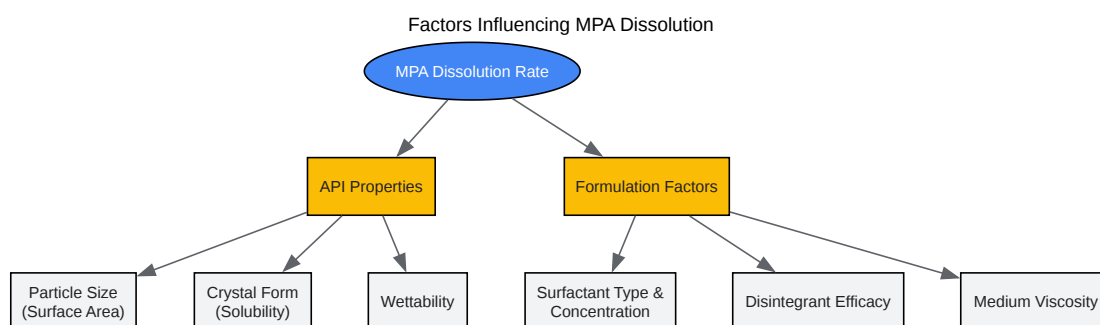 Factors Influencing MPA Dissolution
MPA Dissolution Rate
API Properties
Formulation Factors
Particle Size
(Surface Area)
Crystal Form
(Solubility)
Wettability
Surfactant Type &
Concentration
Disintegrant Efficacy
Medium Viscosity